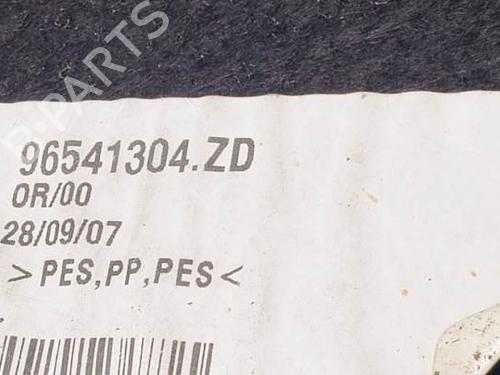 B-PARTS
96541304.ZD
OR/00
28/09/07
>PES,PP,PES<